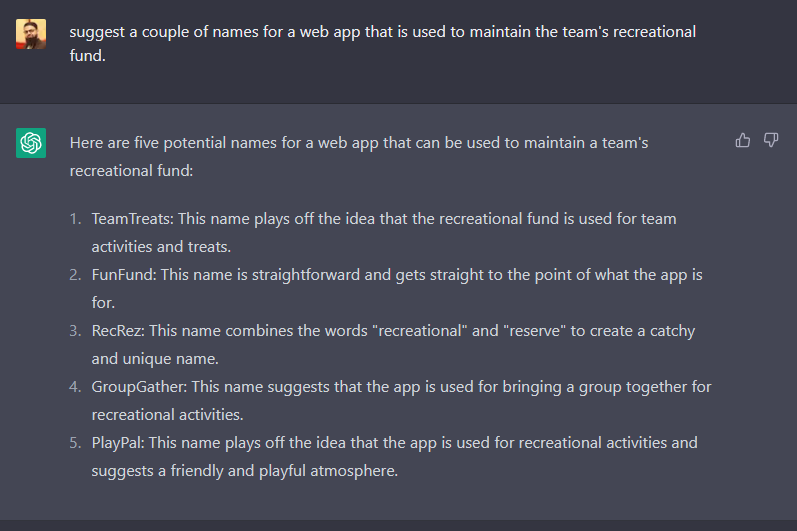 suggest a couple of names for a web app that is used to maintain the team's recreational
fund.
Here are five potential names for a web app that can be used to maintain a team's
recreational fund:
1. TeamTreats: This name plays off the idea that the recreational fund is used for team
activities and treats.
2. FunFund: This name is straightforward and gets straight to the point of what the app is
for.
3. RecRez: This name combines the words "recreational" and "reserve" to create a catchy
and unique name.
4. GroupGather: This name suggests that the app is used for bringing a group together for
recreational activities.
5. PlayPal: This name plays off the idea that the app is used for recreational activities and
suggests a friendly and playful atmosphere.